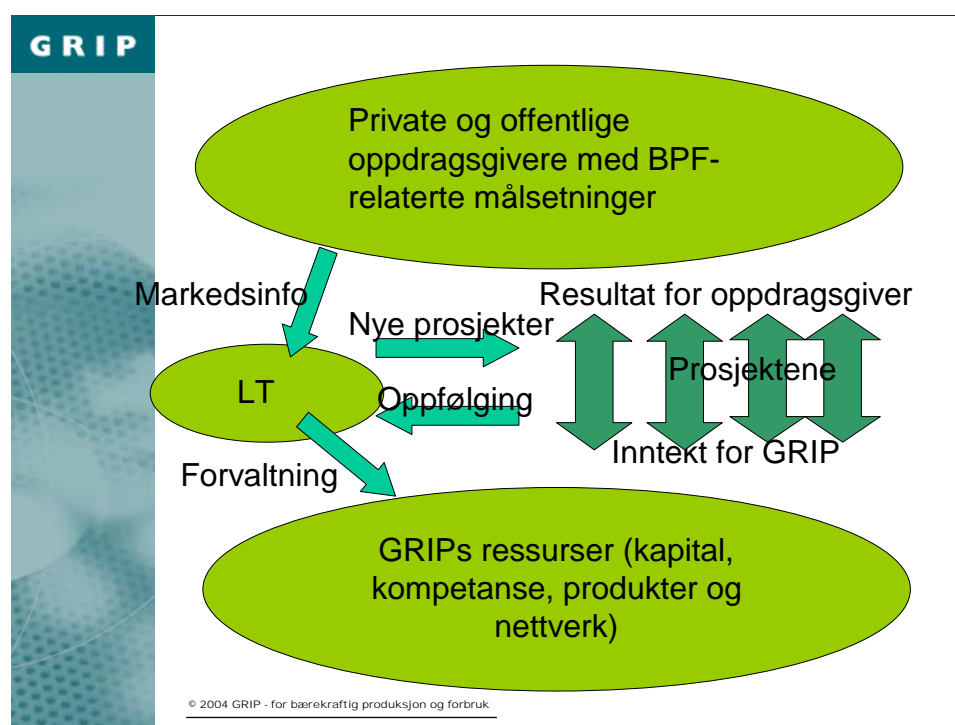 GRIP
Private og offentlige
oppdragsgivere med BPF-
relaterte målsetninger
Markedsinfo
Resultat for oppdragsgiver
Nye prosjekter
Prosjektene
LT
Oppfølging
Inntekt for GRIP
Forvaltning
GRIPs ressurser (kapital,
kompetanse, produkter og
nettverk)
© 2004 GRIP - for bærekraftig produksjon og forbruk